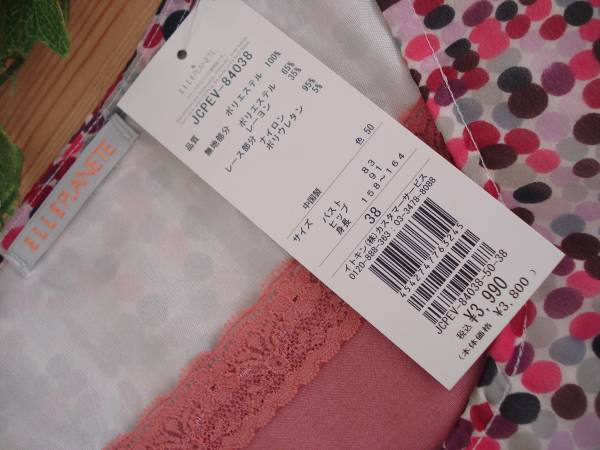 ELLEPLANETE
ELLEPLANETE
JCPEV-84038
品質 ポリエステル 100%
無地部分 ポリエステル 65%
レーヨン 35%
レース部分 ナイロン 95%
ポリウレタン 5%
色 50
中国製
サイズ バスト 83
ヒップ 91
身長 158~164
38
イトキン(株)カスタマーサービス
0120-888-363:03-3478-8088
4542747763245
JCPEV-84038-50-38
税込 ¥3,990
(本体価格 ¥3,800)